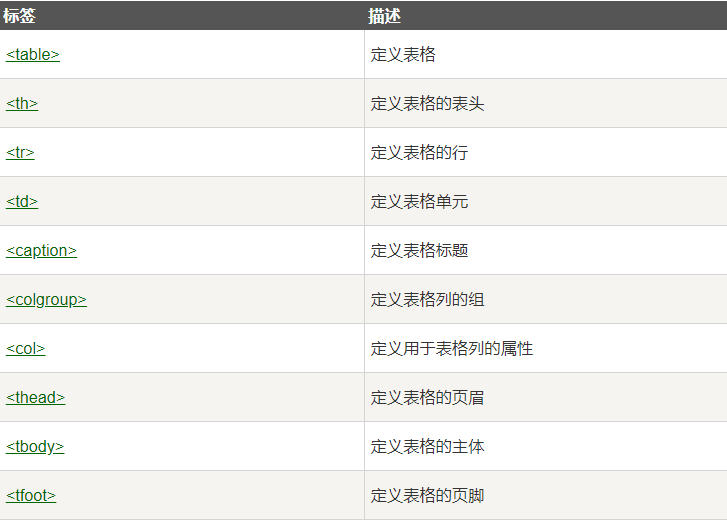 标签 描述
<table> 定义表格
<th> 定义表格的表头
<tr> 定义表格的行
<td> 定义表格单元
<caption> 定义表格标题
<colgroup> 定义表格列的组
<col> 定义用于表格列的属性
<thead> 定义表格的页眉
<tbody> 定义表格的主体
<tfoot> 定义表格的页脚